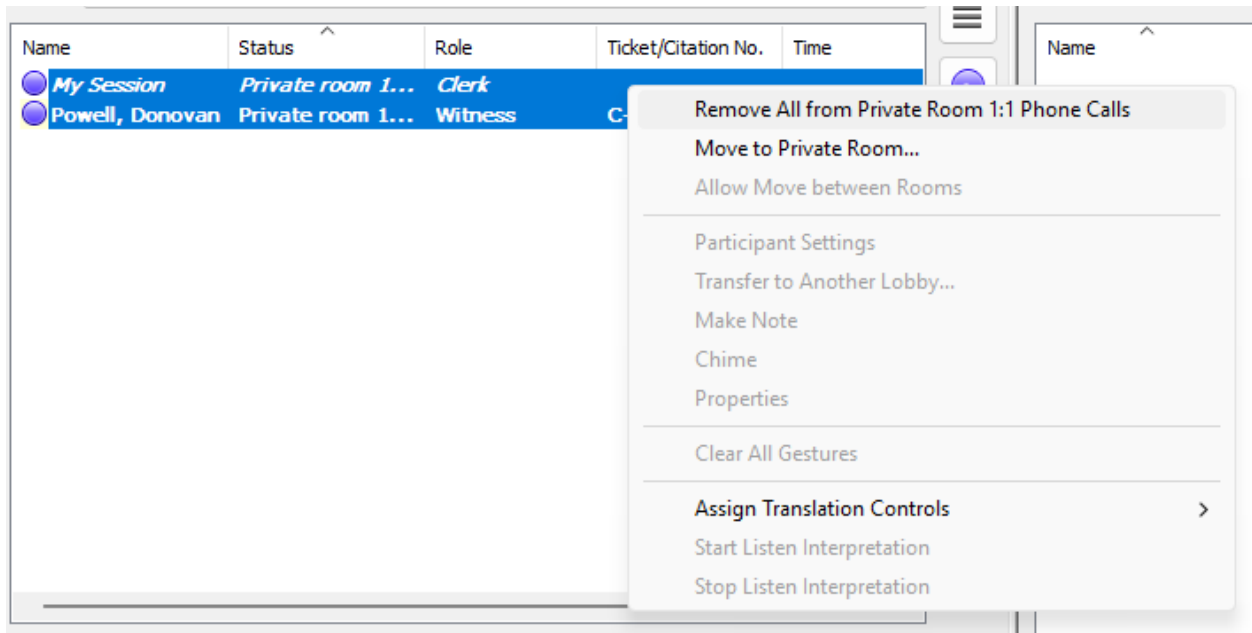 Name Status Role Ticket/Citation No. Time
My Session Private room 1... Clerk
Powell, Donovan Private room 1... Witness C-
Remove All from Private Room 1:1 Phone Calls
Move to Private Room...
Allow Move between Rooms
Participant Settings
Transfer to Another Lobby...
Make Note
Chime
Properties
Clear All Gestures
Assign Translation Controls
Start Listen Interpretation
Stop Listen Interpretation
Name